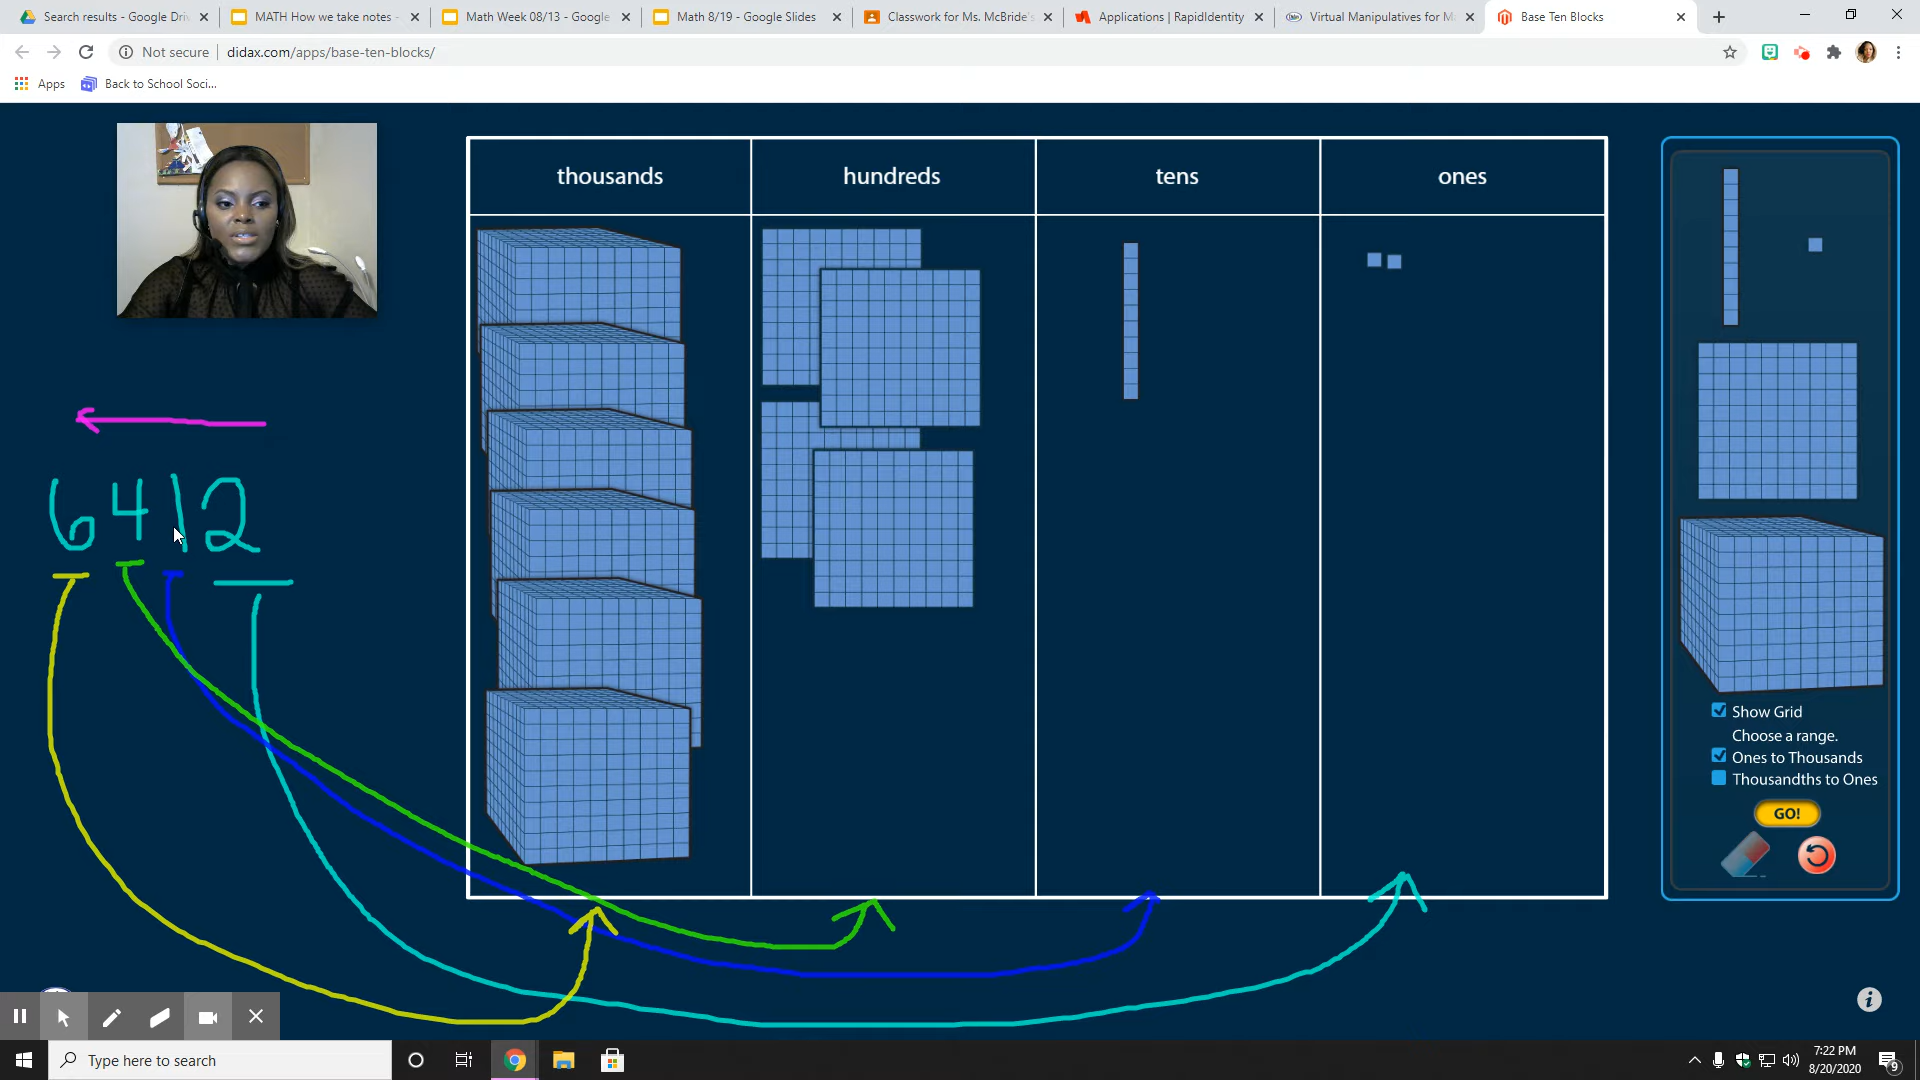 Search results - Google Driv
MATH How we take notes -
Math Week 08/13 - Google
Math 8/19 - Google Slides
Classwork for Ms. McBride's
Applications | RapidIdentity
Virtual Manipulatives for Ma
Base Ten Blocks
Not secure | didax.com/apps/base-ten-blocks/
Apps
Back to School Soci...
thousands hundreds tens ones
6412
Show Grid
Choose a range.
Ones to Thousands
Thousandths to Ones
GO!
i
Type here to search
7:22 PM
8/20/2020
9